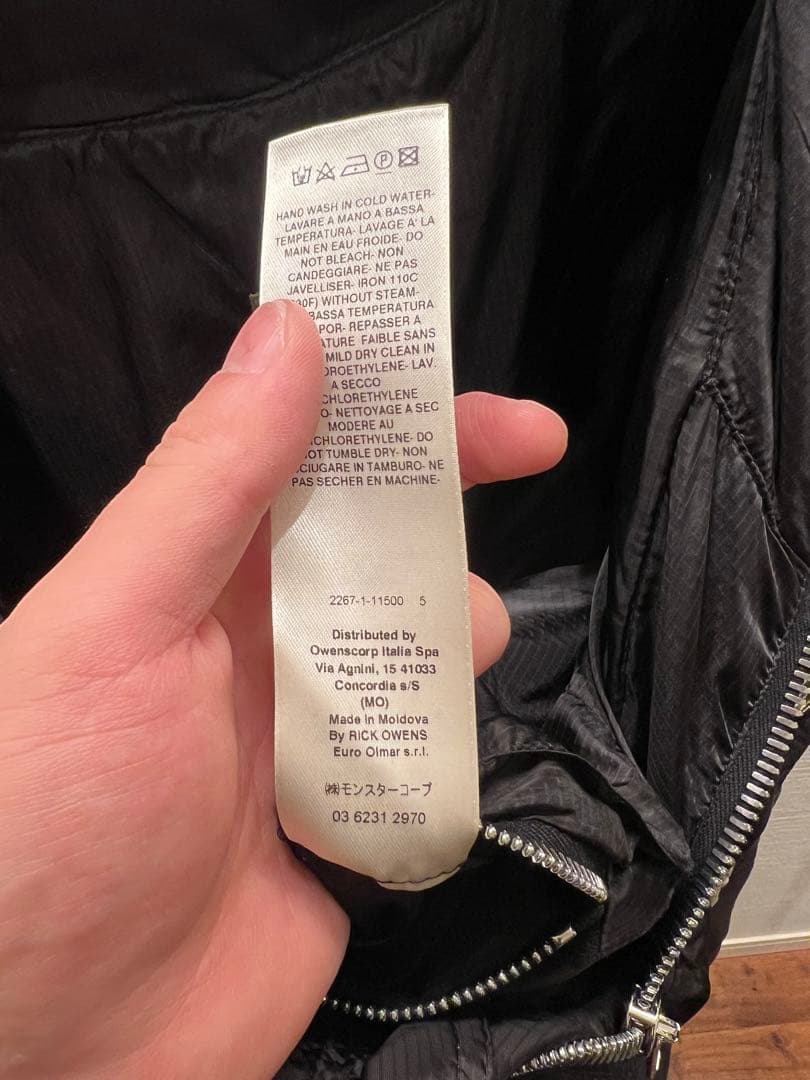 HAND WASH IN COLD WATER-
LAVARE A MANO A BASSA
TEMPERATURA- LAVAGE A' LA
MAIN EN EAU FROIDE- DO
NOT BLEACH- NON
CANDEGGIARE- NE PAS
JAVELLISER- IRON 110C
WITHOUT STEAM-
BASSA TEMPERATURA
REPASSER A
FAIBLE SANS
MILD DRY CLEAN IN
LAV.
A SECCO
NETTOYAGE A SEC
MODERE AU
DO
TUMBLE DRY- NON
IN TAMBURO- NE
PAS SECHER EN MACHINE-
2267-1-11500 5
Distributed by
Owenscorp Italia Spa
Via Agnini, 15 41033
Concordia s/S
(MO)
Made in Moldova
By RICK OWENS
Euro Olmar s.r.l.
㈱モンスターコープ
03 6231 2970